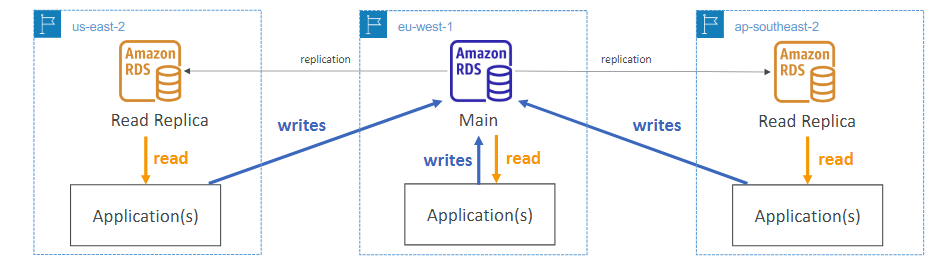 us-east-2
eu-west-1
ap-southeast-2
Amazon
RDS
replication
Amazon
RDS
replication
Amazon
RDS
Read Replica
Main
Read Replica
writes
writes
read
writes
read
read
Application(s)
Application(s)
Application(s)